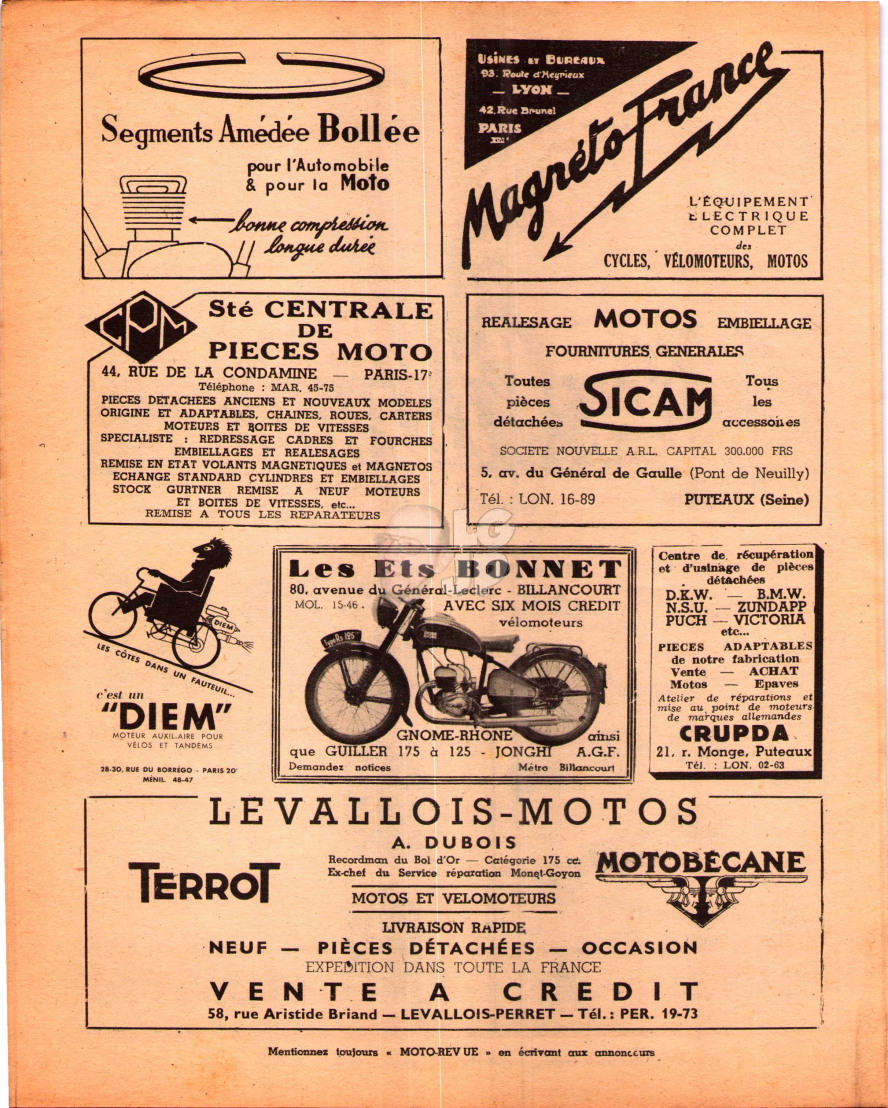 Segments Amédée Bollée
pour l'Automobile
& pour la Moto
bonne compression
longue durée
USINES ET BUREAUX
93. Route d'Heyrieux
— LYON —
42, Rue Brunel
PARIS
Magnéto France
L'ÉQUIPEMENT
ELECTRIQUE
COMPLET
des
CYCLES, VÉLOMOTEURS, MOTOS
CPM
Sté CENTRALE
DE
PIECES MOTO
44, RUE DE LA CONDAMINE — PARIS-17e
Téléphone : MAR. 45-75
PIECES DETACHEES ANCIENS ET NOUVEAUX MODELES
ORIGINE ET ADAPTABLES, CHAINES, ROUES, CARTERS
MOTEURS ET BOITES DE VITESSES
SPECIALISTE : REDRESSAGE CADRES ET FOURCHES
EMBIELLAGES ET REALESAGES
REMISE EN ETAT VOLANTS MAGNETIQUES et MAGNETOS
ECHANGE STANDARD CYLINDRES ET EMBIELLAGES
STOCK GURTNER REMISE A NEUF MOTEURS
ET BOITES DE VITESSES, etc...
REMISE A TOUS LES REPARATEURS
REALESAGE MOTOS EMBIELLAGE
FOURNITURES GENERALES
Toutes
pièces
détachées
SICAM
Tous
les
accessoires
SOCIETE NOUVELLE A.R.L. CAPITAL 300.000 FRS
5, av. du Général de Gaulle (Pont de Neuilly)
Tél. : LON. 16-89 PUTEAUX (Seine)
DIEM
LES CÔTES DANS UN FAUTEUIL...
c'est un
"DIEM"
MOTEUR AUXILIAIRE POUR
VÉLOS ET TANDEMS
28-30, RUE DU BORRÉGO - PARIS 20e
MÉNIL. 48-47
Les Ets BONNET
80, avenue du Général-Leclerc - BILLANCOURT
MOL. 15-46. AVEC SIX MOIS CREDIT
vélomoteurs
Type R3 125
GNOME-RHONE ainsi
que GUILLER 175 à 125 - JONGHI A.G.F.
Demandez notices Métro Billancourt
Centre de récupération
et d'usinage de pièces
détachées
D.K.W. — B.M.W.
N.S.U. — ZUNDAPP
PUCH — VICTORIA
etc...
PIECES ADAPTABLES
de notre fabrication
Vente — ACHAT
Motos — Epaves
Atelier de réparations et
mise au point de moteurs
de marques allemandes
CRUPDA
21, r. Monge, Puteaux
Tél. : LON. 02-63
LEVALLOIS-MOTOS
A. DUBOIS
Recordman du Bol d'Or — Catégorie 175 cc.
Ex-chef du Service réparation Monet-Goyon
TERROT
MOTOBECANE
MOTOS ET VELOMOTEURS
LIVRAISON RAPIDE
NEUF — PIÈCES DÉTACHÉES — OCCASION
EXPEDITION DANS TOUTE LA FRANCE
VENTE A CREDIT
58, rue Aristide Briand — LEVALLOIS-PERRET — Tél. : PER. 19-73
Mentionnez toujours « MOTO-REVUE » en écrivant aux annonceurs